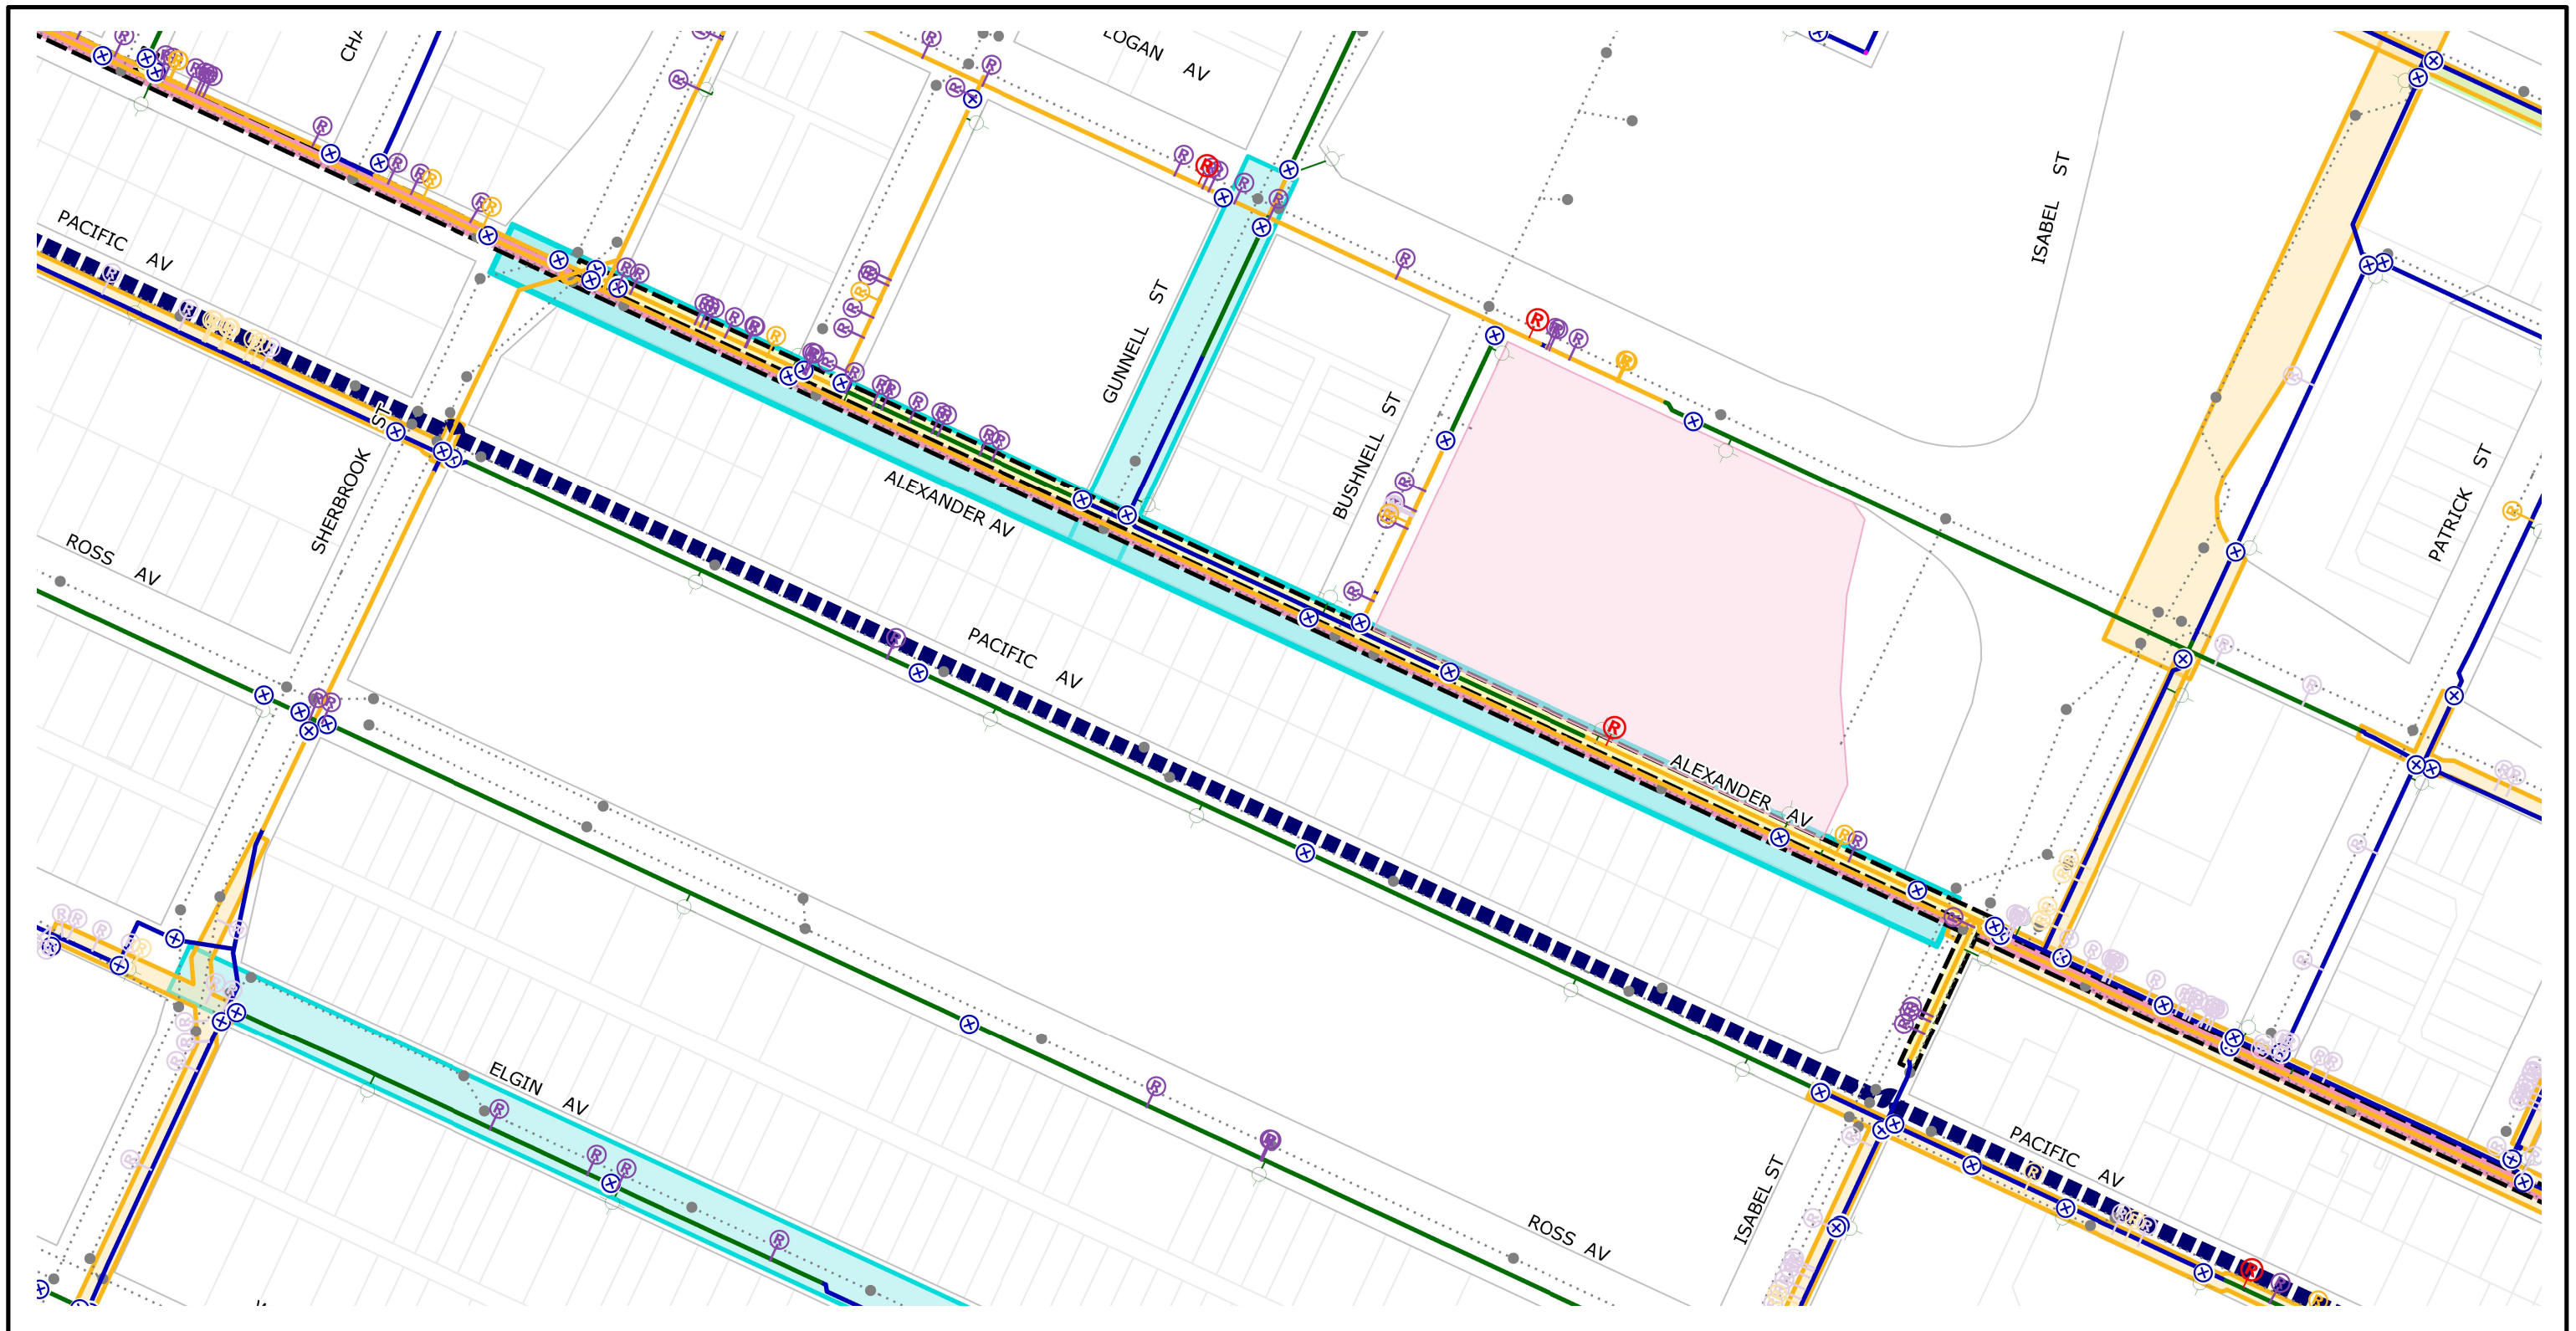 CHA
LOGAN AV
ISABEL ST
PACIFIC AV
GUNNELL ST
BUSHNELL ST
PATRICK ST
SHERBROOK ST
ALEXANDER AV
ROSS AV
PACIFIC AV
ALEXANDER AV
ELGIN AV
PACIFIC AV
ISABEL ST
ROSS AV